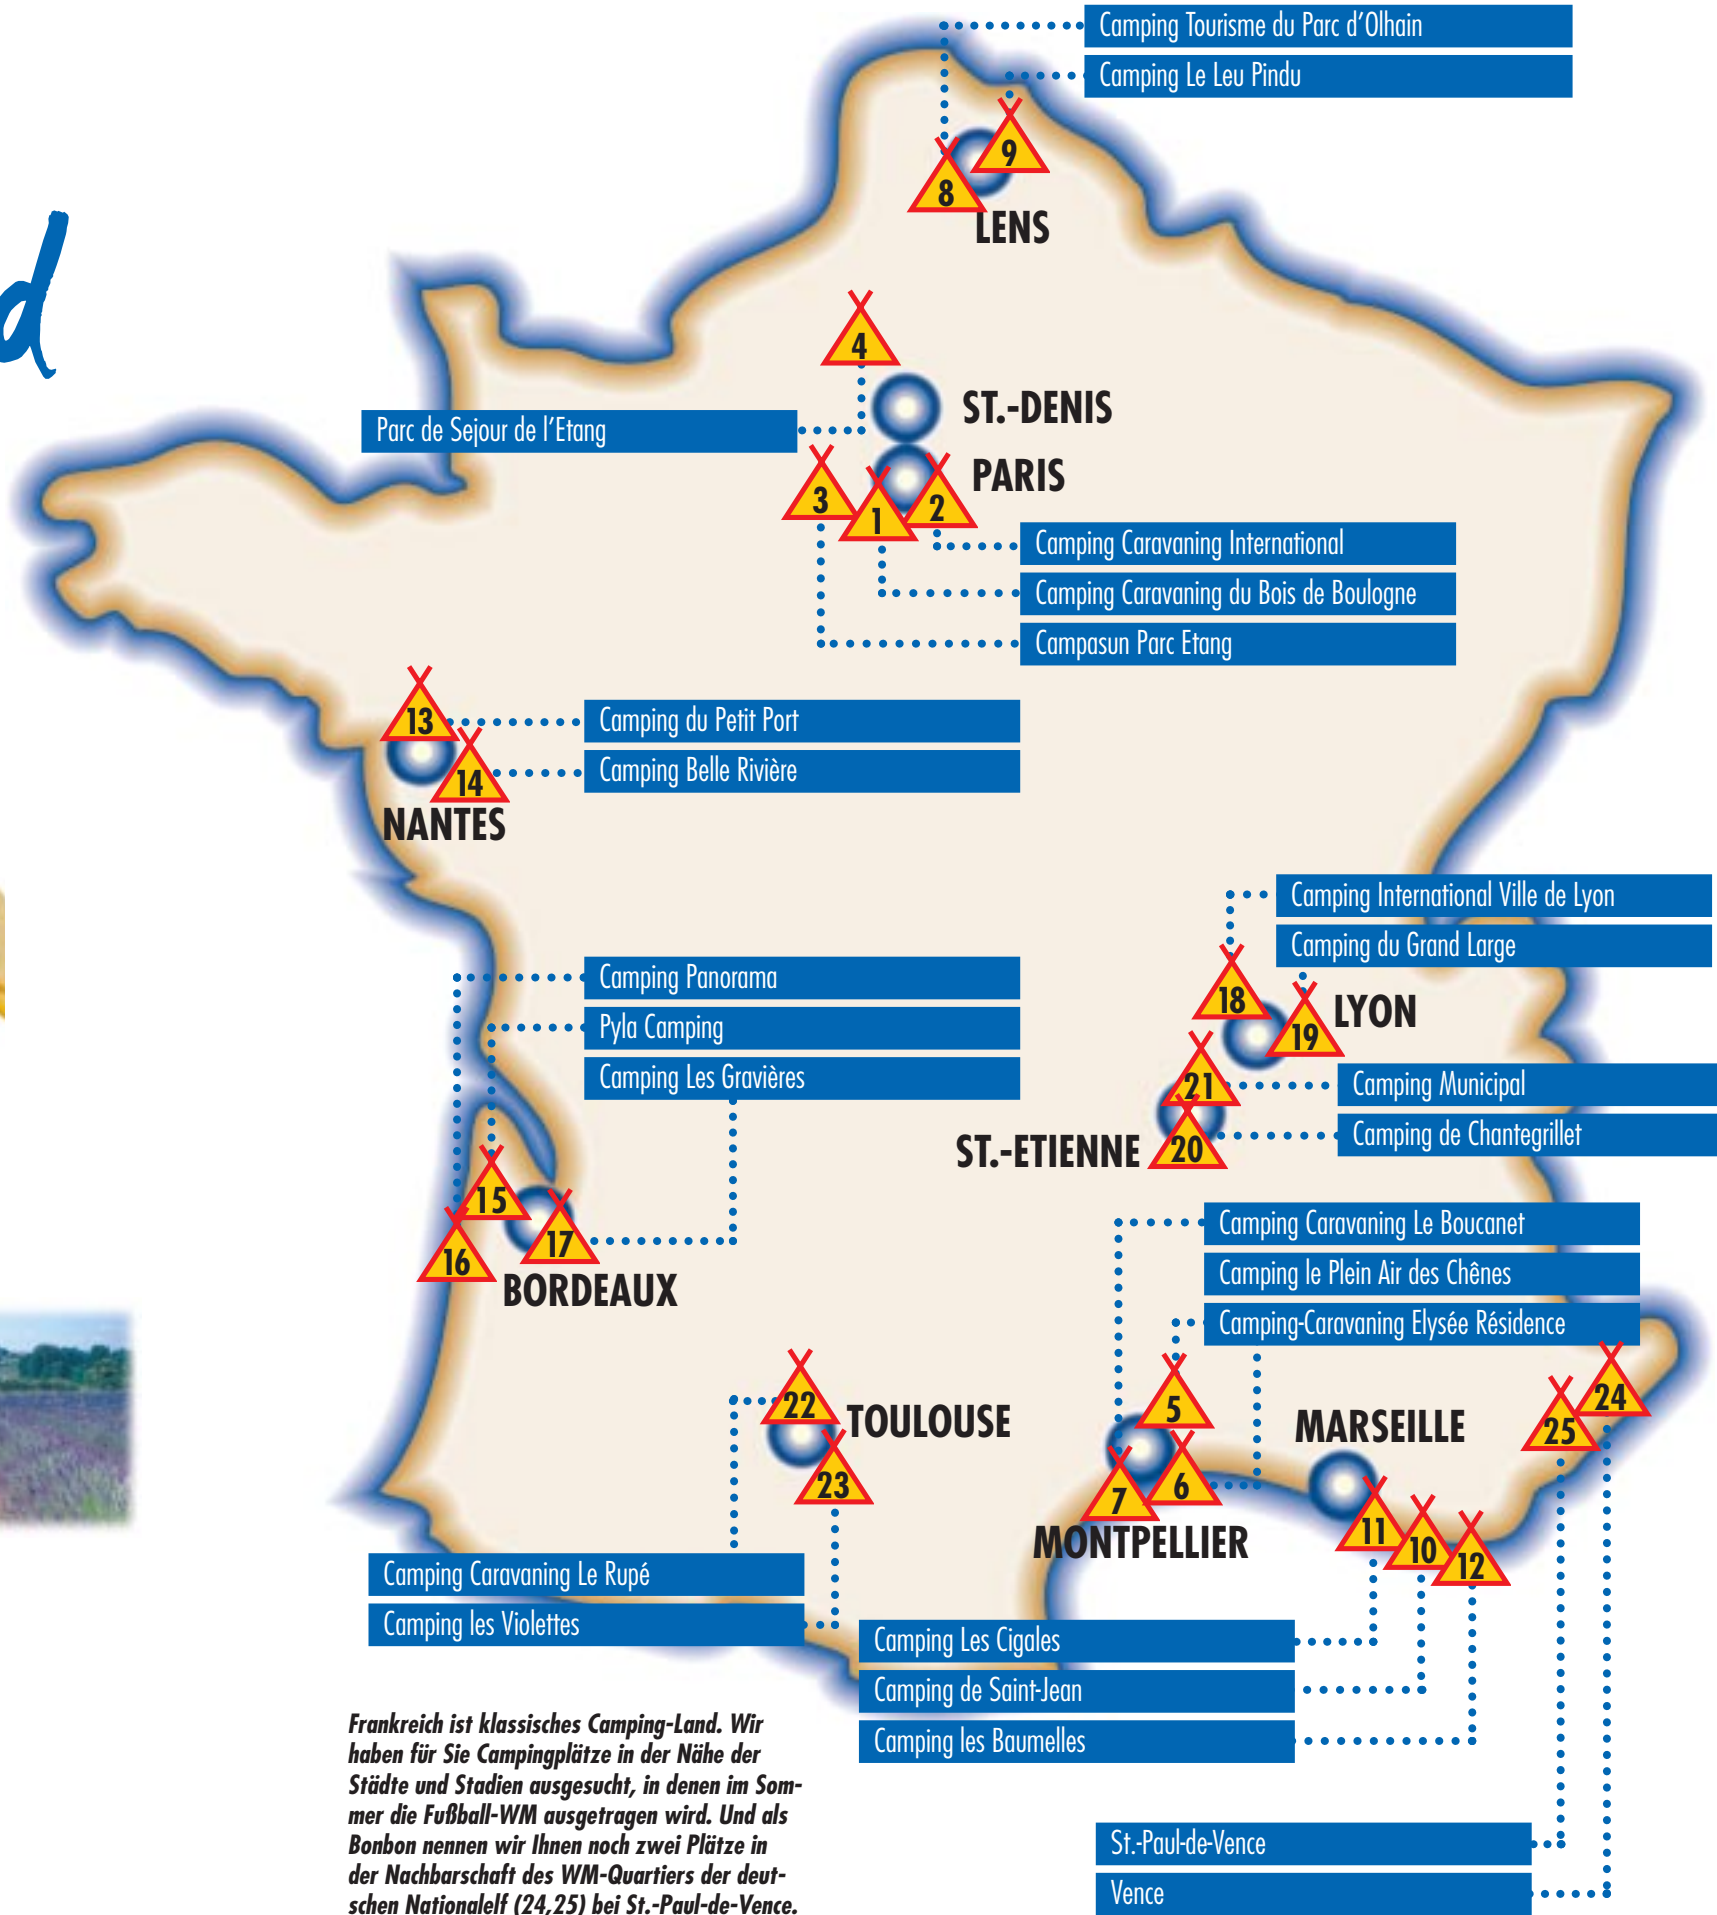 Camping Tourisme du Parc d'Olhain
Camping Le Leu Pindu
9
8
LENS
d
4
ST.-DENIS
Parc de Sejour de l'Etang
PARIS
3
1
2
Camping Caravaning International
Camping Caravaning du Bois de Boulogne
Campasun Parc Etang
13
Camping du Petit Port
14
Camping Belle Rivière
NANTES
Camping International Ville de Lyon
Camping du Grand Large
18
19
LYON
Camping Panorama
Pyla Camping
Camping Les Gravières
21
Camping Municipal
ST.-ETIENNE
20
Camping de Chantegrillet
15
16
17
BORDEAUX
Camping Caravaning Le Boucanet
Camping le Plein Air des Chênes
Camping-Caravaning Elysée Résidence
22
TOULOUSE
23
5
7
6
MONTPELLIER
MARSEILLE
24
25
11
10
12
Camping Caravaning Le Rupé
Camping les Violettes
Camping Les Cigales
Camping de Saint-Jean
Camping les Baumelles
Frankreich ist klassisches Camping-Land. Wir
haben für Sie Campingplätze in der Nähe der
Städte und Stadien ausgesucht, in denen im Som-
mer die Fußball-WM ausgetragen wird. Und als
Bonbon nennen wir Ihnen noch zwei Plätze in
der Nachbarschaft des WM-Quartiers der deut-
schen Nationalelf (24,25) bei St.-Paul-de-Vence.
St.-Paul-de-Vence
Vence